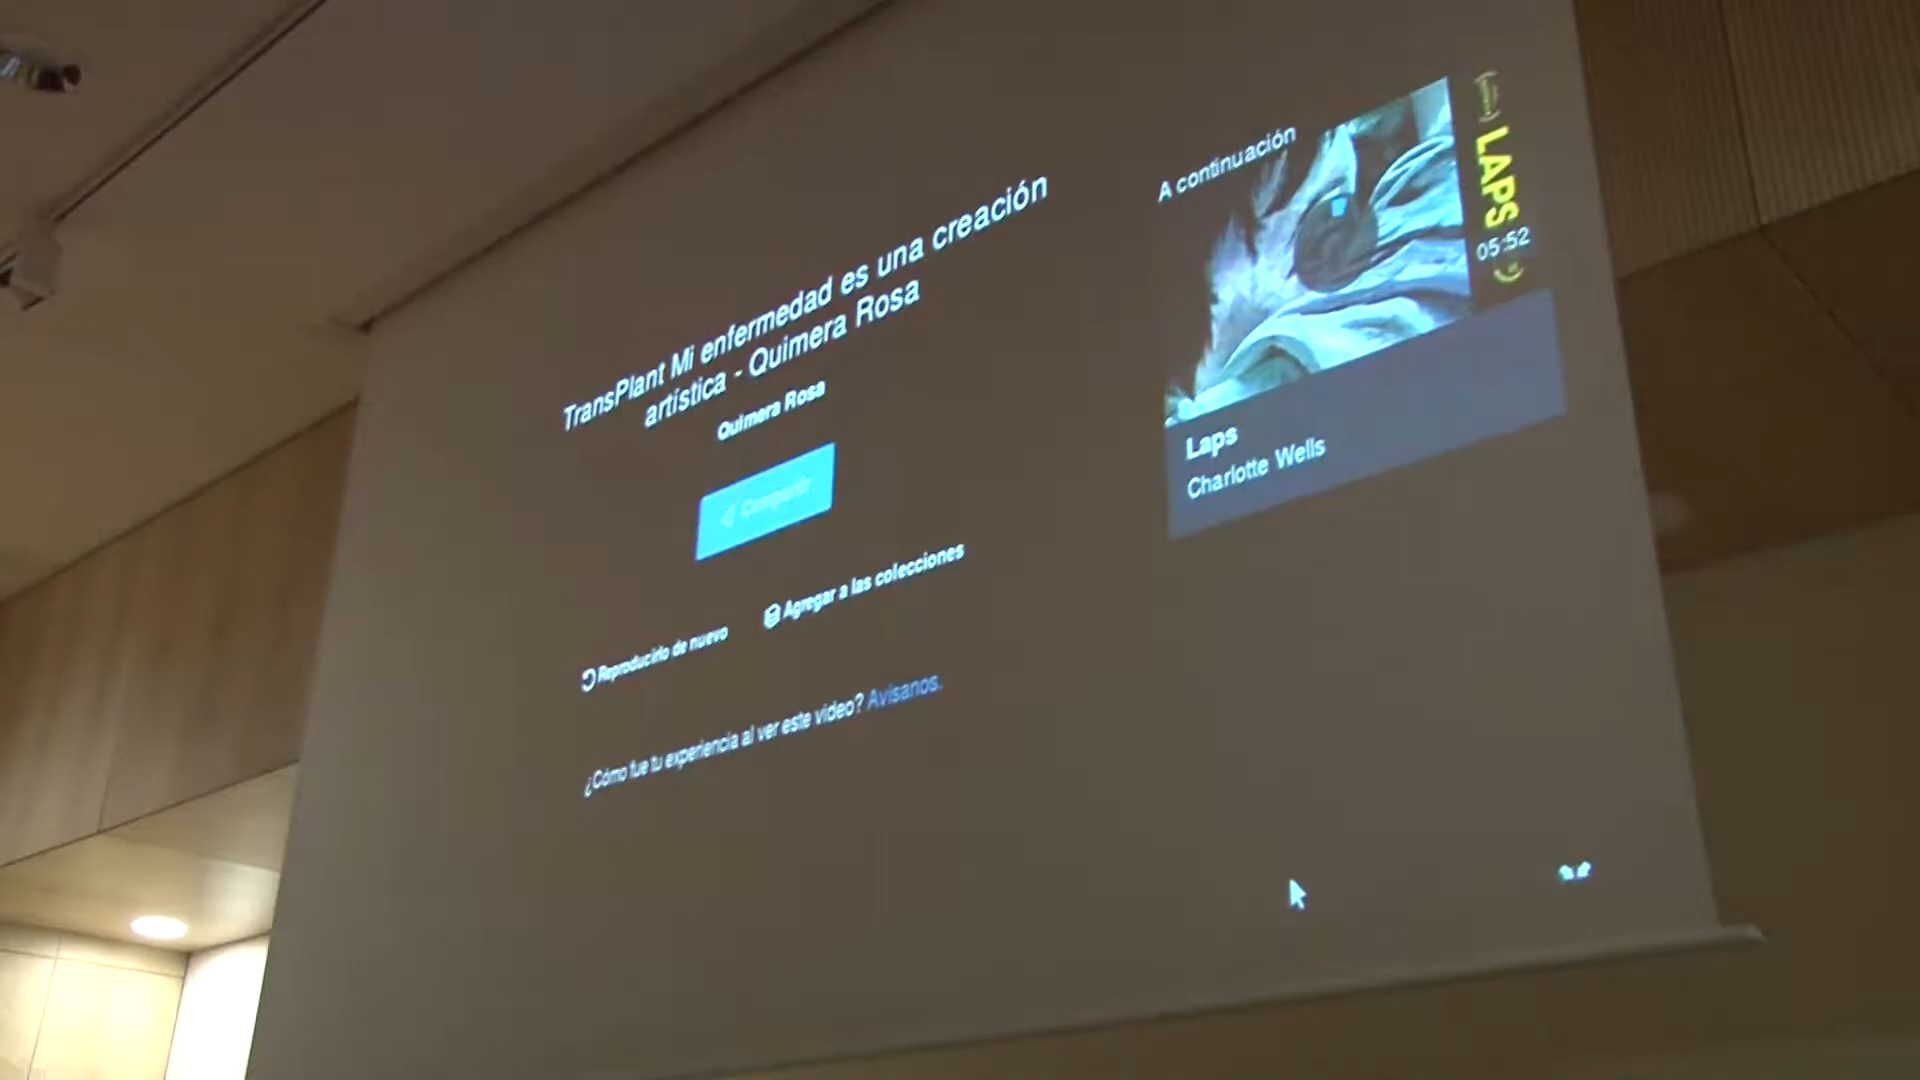 TransPlant Mi enfermedad es una creación
artística - Quimera Rosa
Quimera Rosa
Compartir
Reproducirlo de nuevo
Agregar a las colecciones
¿Cómo fue tu experiencia al ver este video? Avísanos.
A continuación
LAPS
05:52
Laps
Charlotte Wells